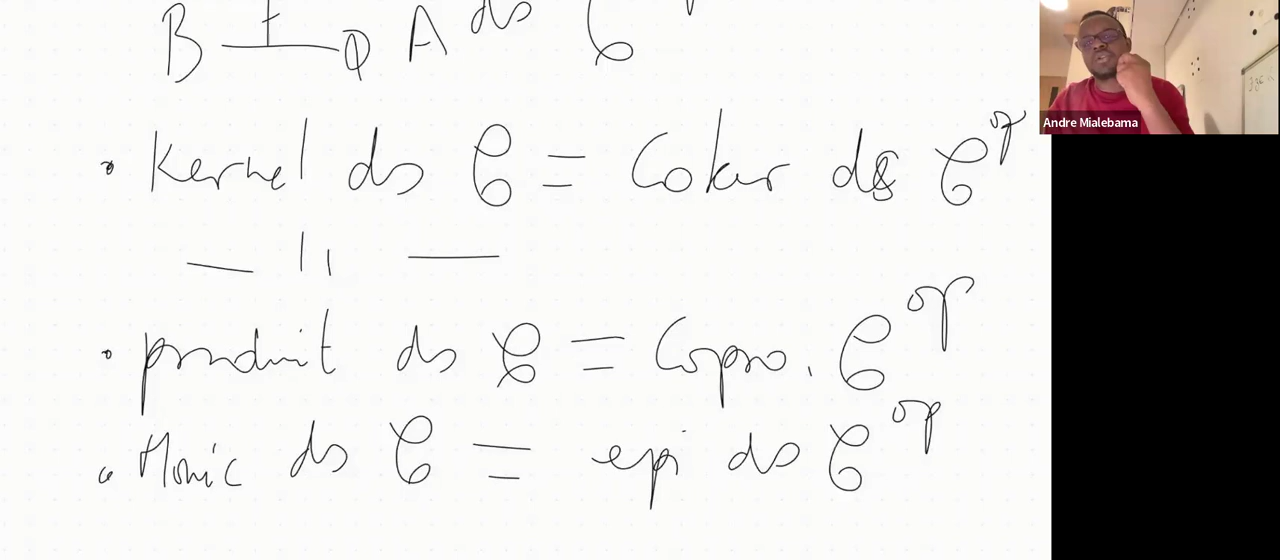 B f A ds C
Andre Mialebama
• Kernel ds C = Coker ds C^op
— 11 —
• produit ds C = Copro. C^op
• Monic ds C = epi ds C^op